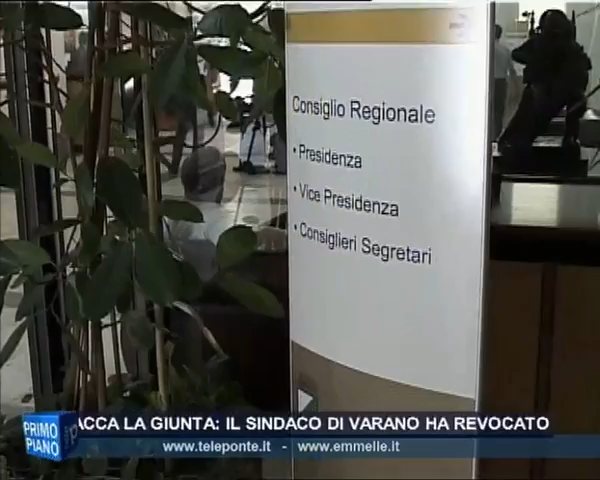 Consiglio Regionale
• Presidenza
• Vice Presidenza
• Consiglieri Segretari
PRIMO
PIANO
ACCA LA GIUNTA: IL SINDACO DI VARANO HA REVOCATO
www.teleponte.it - www.emmelle.it